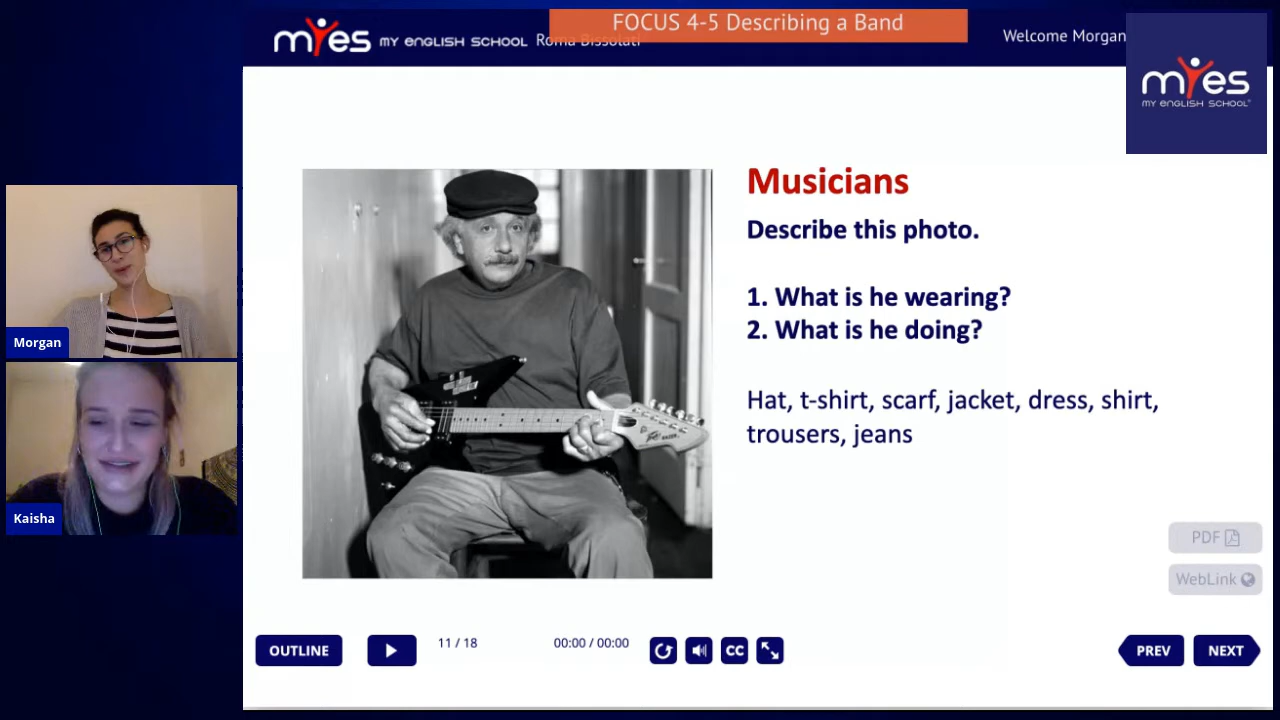 FOCUS 4-5 Describing a Band
myes MY ENGLISH SCHOOL Roma Bissolati
Welcome Morgan
myes
MY ENGLISH SCHOOL
Musicians
Describe this photo.
1. What is he wearing?
2. What is he doing?
Hat, t-shirt, scarf, jacket, dress, shirt,
trousers, jeans
Morgan
Kaisha
PDF
WebLink
OUTLINE
11 / 18
00:00 / 00:00
CC
PREV
NEXT